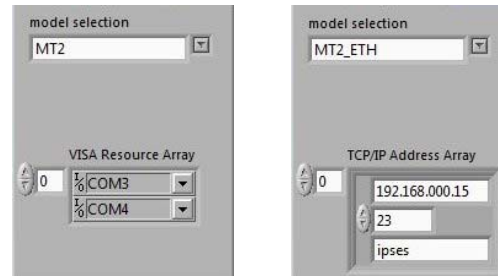 model selection
MT2
VISA Resource Array
0
I/O COM3
I/O COM4
model selection
MT2_ETH
TCP/IP Address Array
0
192.168.000.15
23
ipses